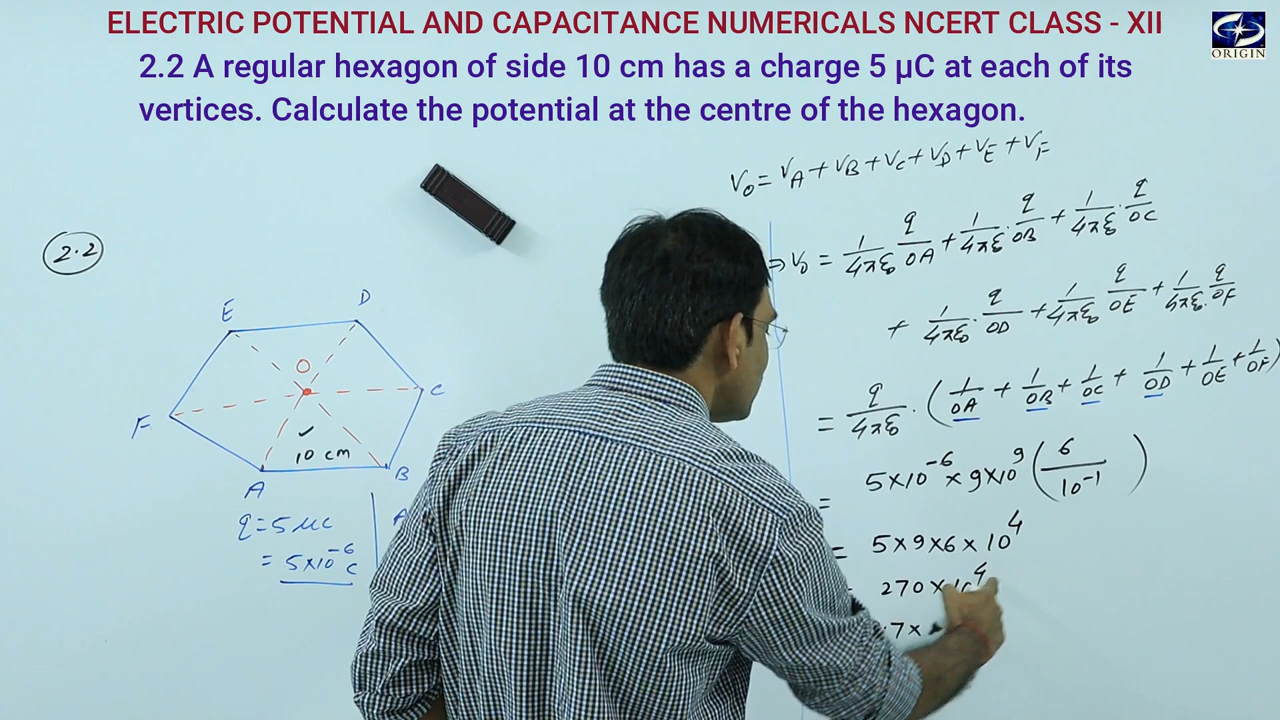 ELECTRIC POTENTIAL AND CAPACITANCE NUMERICALS NCERT CLASS - XII
ORIGIN
2.2 A regular hexagon of side 10 cm has a charge 5 μC at each of its
vertices. Calculate the potential at the centre of the hexagon.
2.2
E D
O
F C
10 cm
A B
q = 5 μc
= 5×10⁻⁶ c
V₀ = V_A + V_B + V_C + V_D + V_E + V_F
⇒ V₀ = 1/4πε₀ q/OA + 1/4πε₀ · q/OB + 1/4πε₀ · q/OC
+ 1/4πε₀ · q/OD + 1/4πε₀ q/OE + 1/4πε₀ · q/OF
= q/4πε₀ · (1/OA + 1/OB + 1/OC + 1/OD + 1/OE + 1/OF)
= 5×10⁻⁶ × 9×10⁹ (6/10⁻¹)
= 5×9×6×10⁴
270×10⁴
.7×